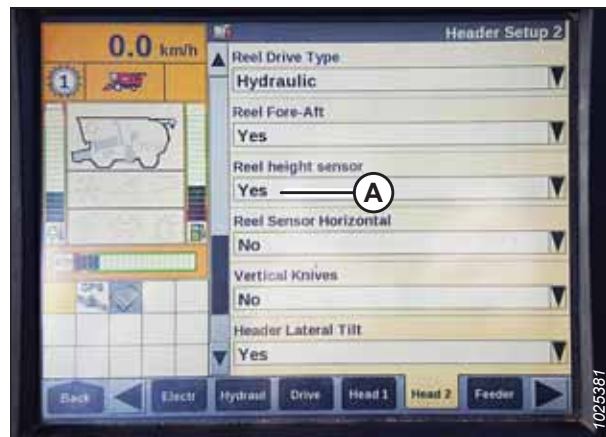 0.0 km/h
Header Setup 2
1
Reel Drive Type
Hydraulic
Reel Fore-Aft
Yes
Reel height sensor
Yes
A
Reel Sensor Horizontal
No
Vertical Knives
No
Header Lateral Tilt
Yes
Back
Electr
Hydraul
Drive
Head 1
Head 2
Feeder
1025381